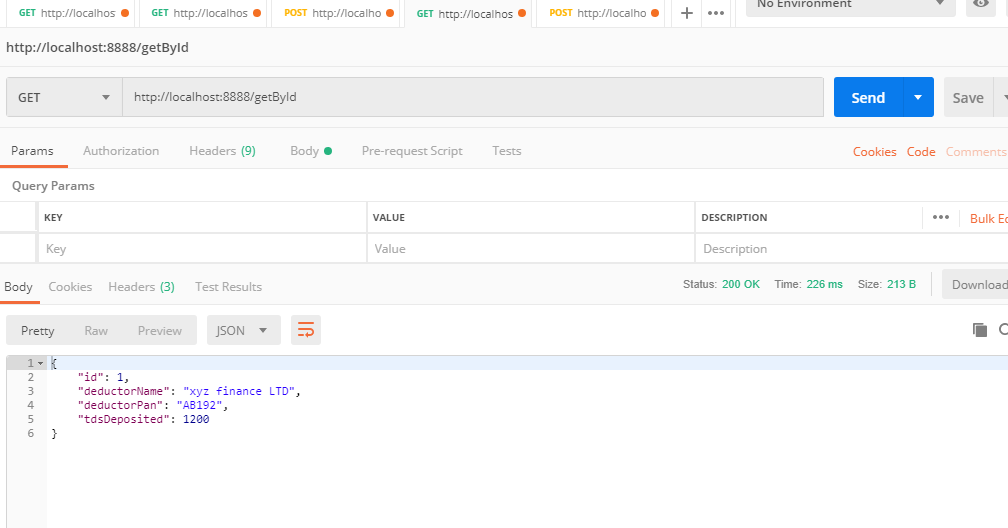 GET http://localhos GET http://localhos POST http://localho GET http://localhos POST http://localho + ••• No Environment
http://localhost:8888/getById
GET http://localhost:8888/getById Send Save
Params Authorization Headers (9) Body Pre-request Script Tests Cookies Code Comments
Query Params
KEY VALUE DESCRIPTION ••• Bulk Ed
Key Value Description
Body Cookies Headers (3) Test Results Status: 200 OK Time: 226 ms Size: 213 B Download
Pretty Raw Preview JSON
1 {
2 "id": 1,
3 "deductorName": "xyz finance LTD",
4 "deductorPan": "AB192",
5 "tdsDeposited": 1200
6 }